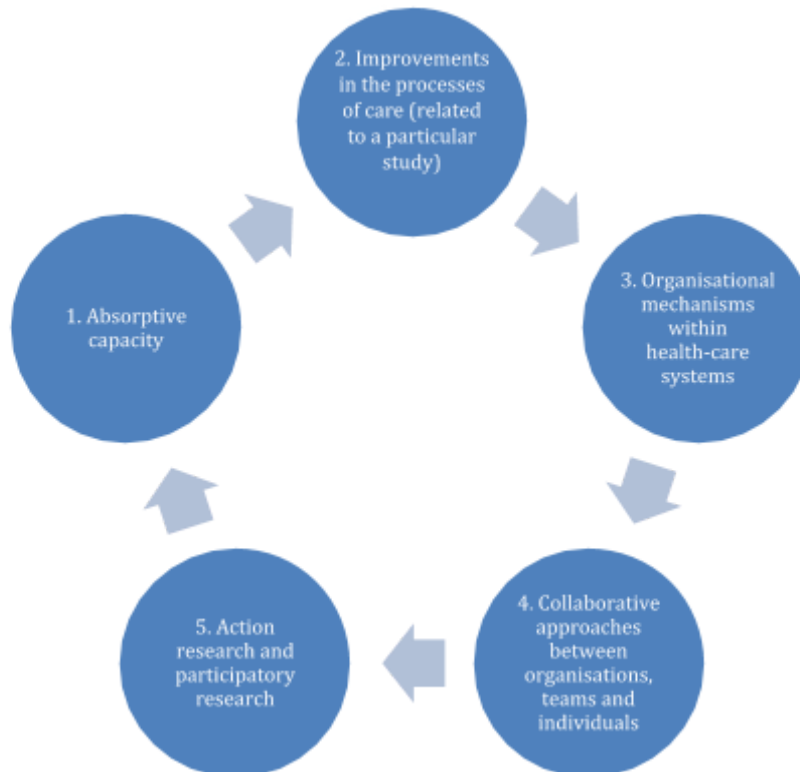 1. Absorptive
capacity
2. Improvements
in the processes
of care (related
to a particular
study)
3. Organisational
mechanisms
within
health-care
systems
4. Collaborative
approaches
between
organisations,
teams and
individuals
5. Action
research and
participatory
research